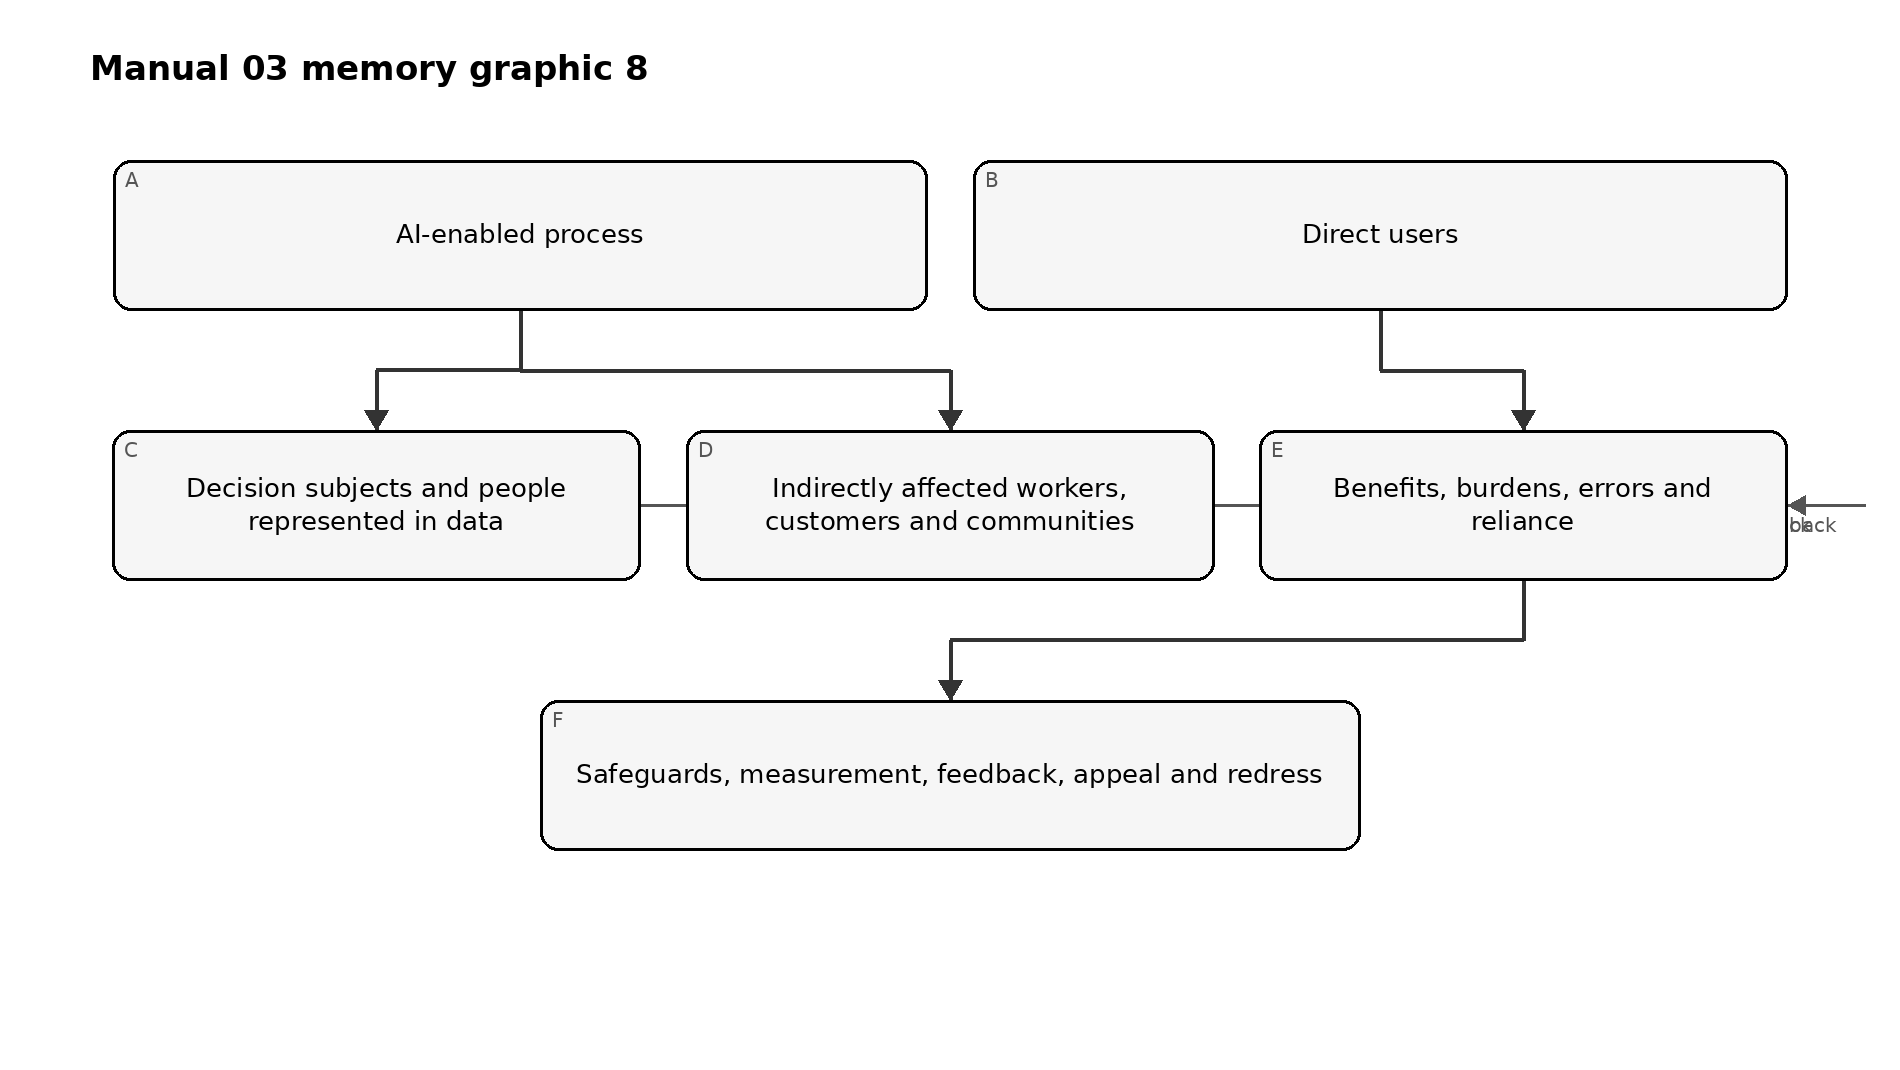 Manual 03 memory graphic 8
A
AI-enabled process
B
Direct users
C
Decision subjects and people
represented in data
D
Indirectly affected workers,
customers and communities
E
Benefits, burdens, errors and
reliance
F
Safeguards, measurement, feedback, appeal and redress